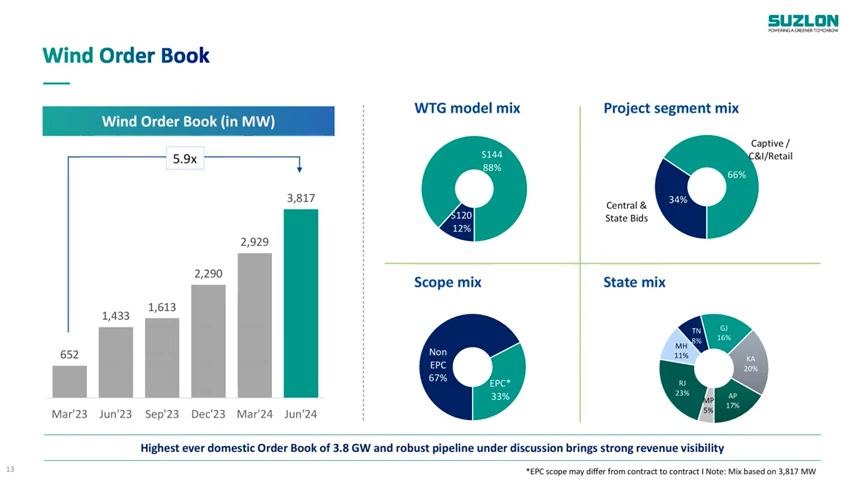 SUZLON
POWERING A GREENER TOMORROW
Wind Order Book
Wind Order Book (in MW)
5.9x
652
1,433
1,613
2,290
2,929
3,817
Mar'23 Jun'23 Sep'23 Dec'23 Mar'24 Jun'24
WTG model mix
S144
88%
S120
12%
Project segment mix
Captive /
C&I/Retail
66%
34%
Central &
State Bids
Scope mix
Non
EPC
67%
EPC*
33%
State mix
GJ
16%
KA
20%
AP
17%
MP
5%
RJ
23%
MH
11%
TN
8%
Highest ever domestic Order Book of 3.8 GW and robust pipeline under discussion brings strong revenue visibility
13
*EPC scope may differ from contract to contract I Note: Mix based on 3,817 MW